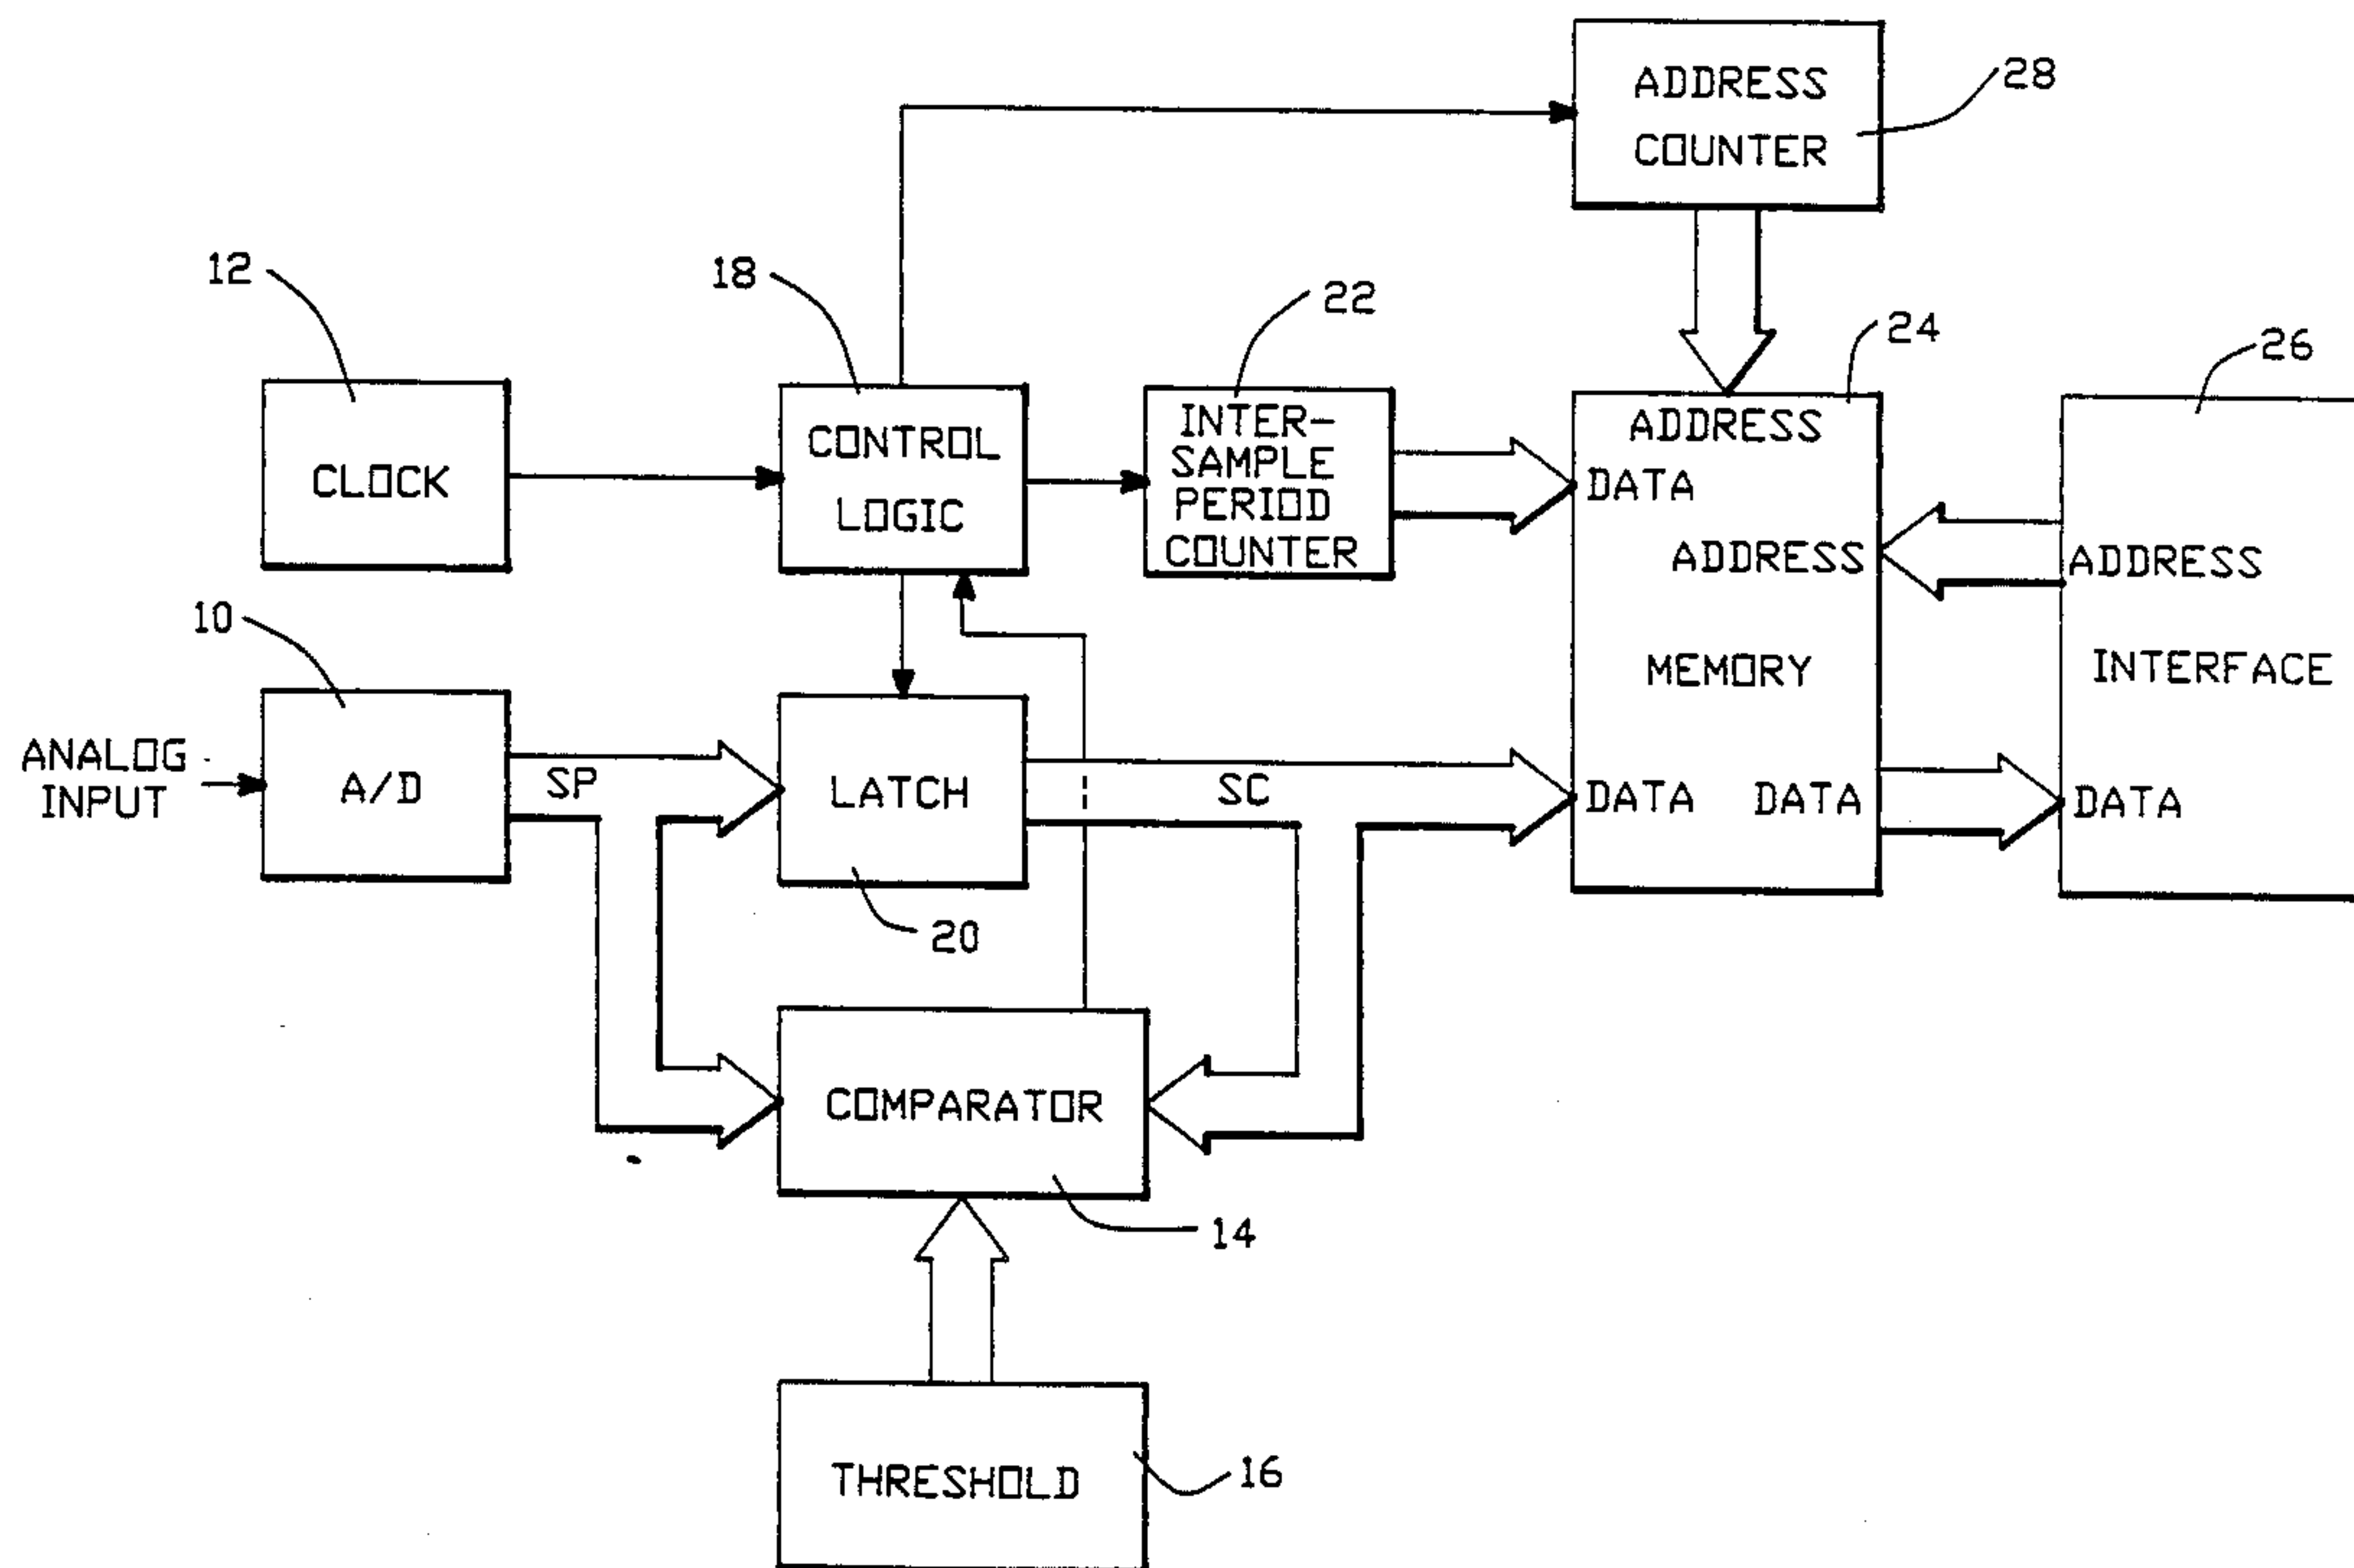 ADDRESS
COUNTER
28
12
18
22
24
26
CLOCK
CONTROL
LOGIC
INTER-
SAMPLE
PERIOD
COUNTER
ADDRESS
DATA
ADDRESS
ADDRESS
MEMORY
INTERFACE
10
ANALOG
INPUT
A/D
SP
LATCH
SC
DATA
DATA
DATA
20
COMPARATOR
14
THRESHOLD
16